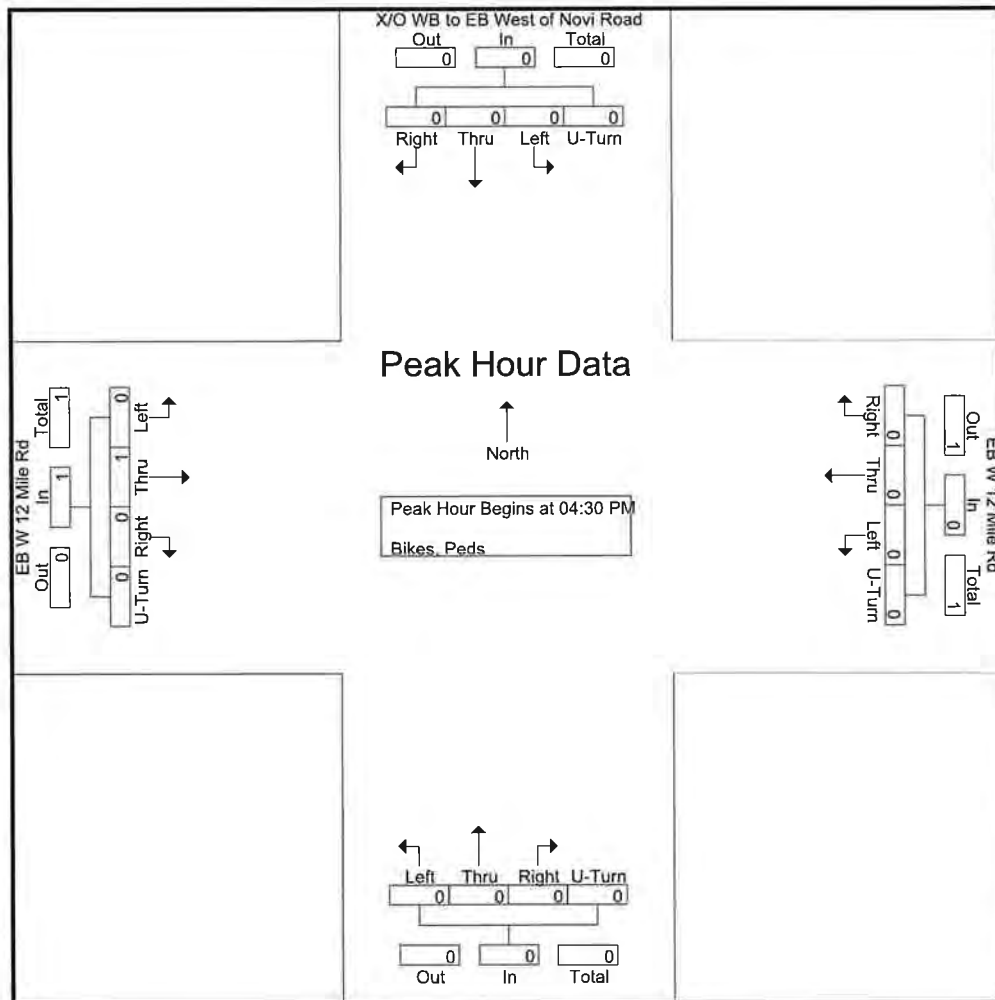 X/O WB to EB West of Novi Road
Out In Total
0 0 0
0 0 0 0
Right Thru Left U-Turn
Peak Hour Data
North
Peak Hour Begins at 04:30 PM
Bikes, Peds
EB W 12 Mile Rd
Out In Total
0 1 1
U-Turn Right Thru Left
0 0 1 0
EB W 12 Mile Rd
Out In Total
1 0 1
Right Thru Left U-Turn
0 0 0 0
Left Thru Right U-Turn
0 0 0 0
0 0 0
Out In Total